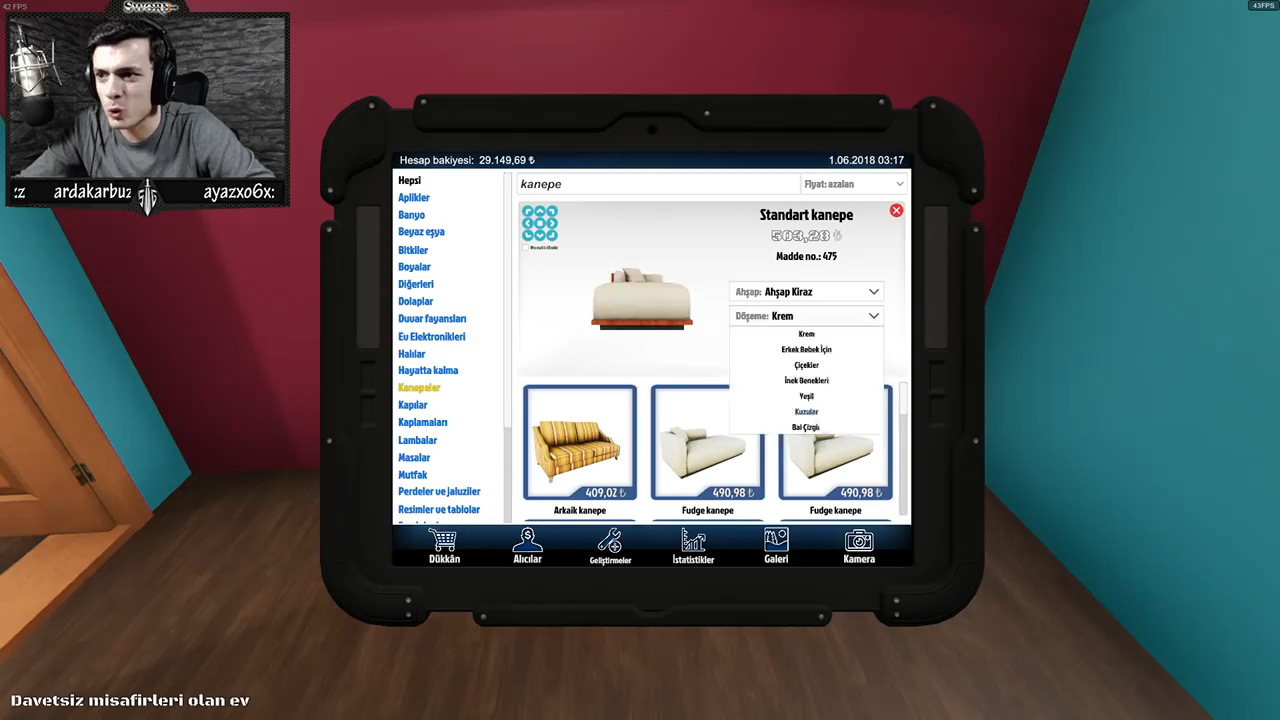 42 FPS
Sword
43FPS
:z ardakarbuz ayazxo6x:
Hesap bakiyesi: 29.149,69 ₺
1.06.2018 03:17
Hepsi
Aplikler
Banyo
Beyaz eşya
Bitkiler
Boyalar
Diğerleri
Dolaplar
Duvar fayansları
Ev Elektronikleri
Halılar
Hayatta kalma
Kanepeler
Kapılar
Kaplamaları
Lambalar
Masalar
Mutfak
Perdeler ve jaluziler
Resimler ve tablolar
kanepe
Fiyat: azalan
Standart kanepe
503,28 ₺
Madde no.: 475
Ahşap: Ahşap Kiraz
Döşeme: Krem
Krem
Erkek Bebek İçin
Çiçekler
İnek Benekleri
Yeşil
Kuzular
Bal Çizgili
409,02 ₺
490,98 ₺
490,98 ₺
Arkaik kanepe
Fudge kanepe
Fudge kanepe
Dükkân
Alıcılar
Geliştirmeler
İstatistikler
Galeri
Kamera
Davetsiz misafirleri olan ev